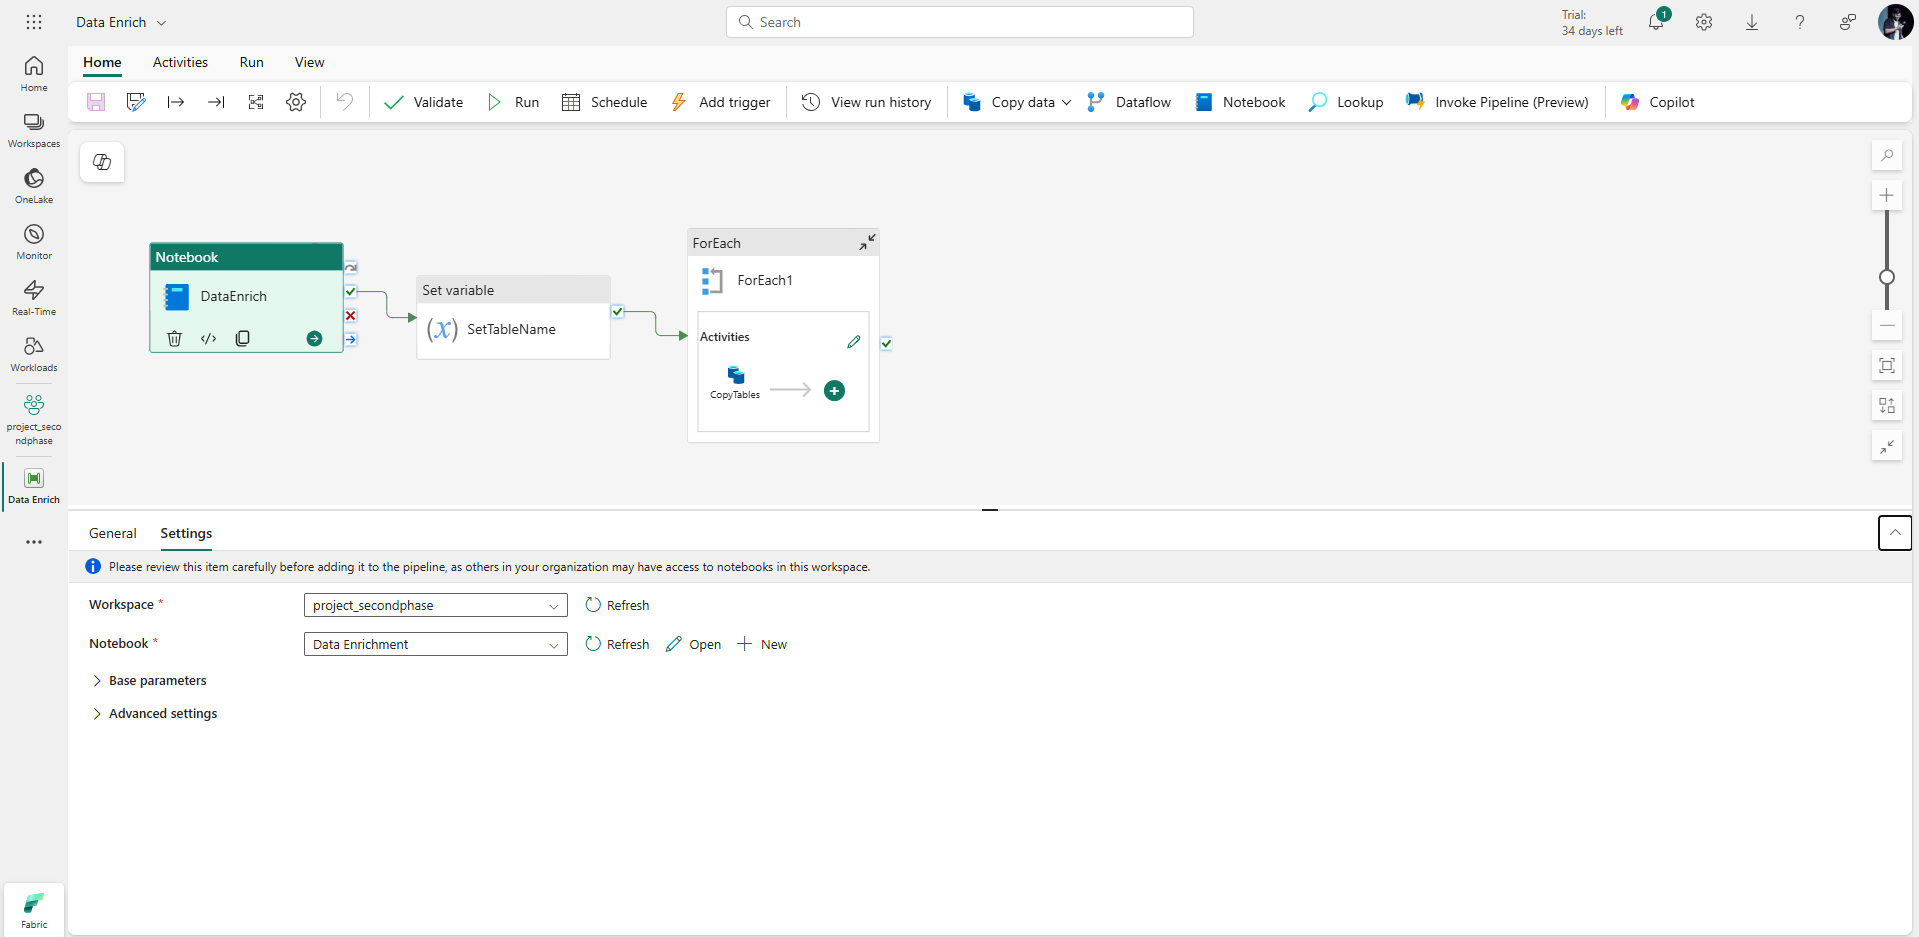 Data Enrich
Search
Trial:
34 days left
1
Home
Workspaces
OneLake
Monitor
Real-Time
Workloads
project_seco
ndphase
Data Enrich
Fabric
Home Activities Run View
Validate Run Schedule Add trigger View run history Copy data Dataflow Notebook Lookup Invoke Pipeline (Preview) Copilot
Notebook
DataEnrich
Set variable
(x) SetTableName
ForEach
ForEach1
Activities
CopyTables
General Settings
Please review this item carefully before adding it to the pipeline, as others in your organization may have access to notebooks in this workspace.
Workspace * project_secondphase Refresh
Notebook * Data Enrichment Refresh Open New
Base parameters
Advanced settings